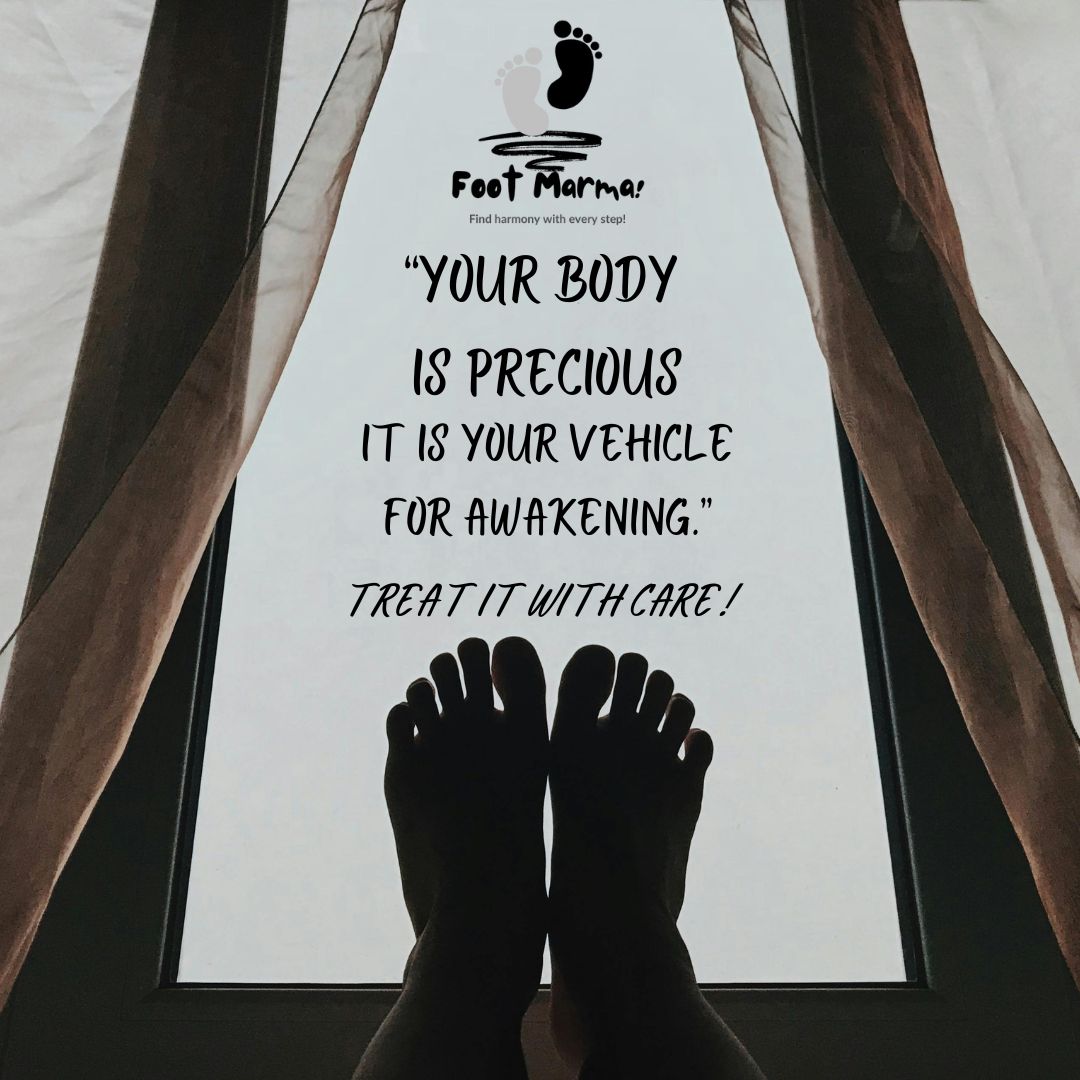 Foot Marma!
Find harmony with every step!
“YOUR BODY
IS PRECIOUS
IT IS YOUR VEHICLE
FOR AWAKENING.”
TREAT IT WITH CARE!